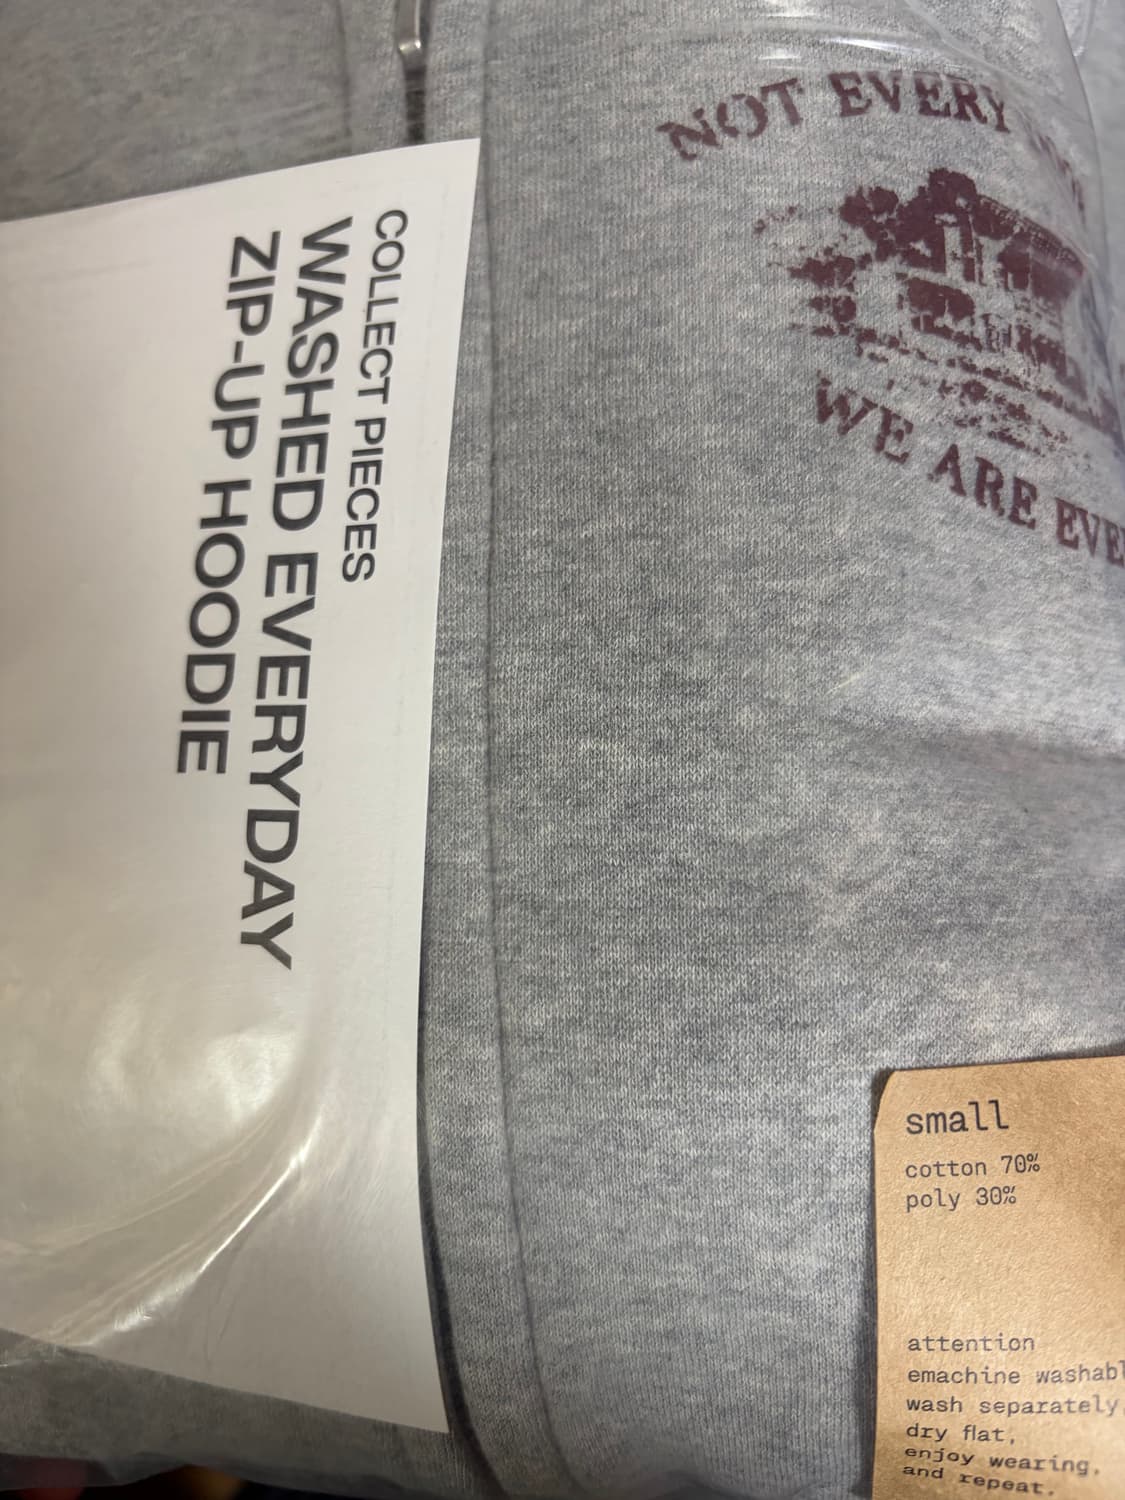 NOT EVERY
WE ARE
COLLECT PIECES
WASHED EVERYDAY
ZIP-UP HOODIE
small
cotton 70%
poly 30%
attention
emachine washabl
wash separately,
dry flat,
enjoy wearing,
and repeat.